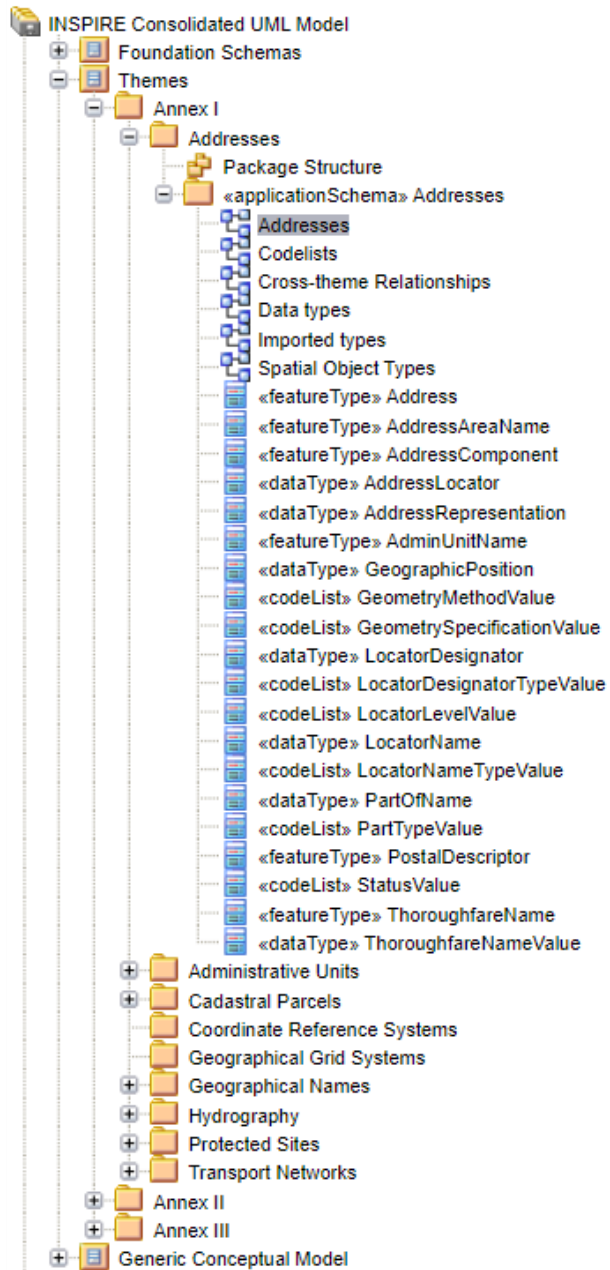 INSPIRE Consolidated UML Model
Foundation Schemas
Themes
Annex I
Addresses
Package Structure
«applicationSchema» Addresses
Addresses
Codelists
Cross-theme Relationships
Data types
Imported types
Spatial Object Types
«featureType» Address
«featureType» AddressAreaName
«featureType» AddressComponent
«dataType» AddressLocator
«dataType» AddressRepresentation
«featureType» AdminUnitName
«dataType» GeographicPosition
«codeList» GeometryMethodValue
«codeList» GeometrySpecificationValue
«dataType» LocatorDesignator
«codeList» LocatorDesignatorTypeValue
«codeList» LocatorLevelValue
«dataType» LocatorName
«codeList» LocatorNameTypeValue
«dataType» PartOfName
«codeList» PartTypeValue
«featureType» PostalDescriptor
«codeList» StatusValue
«featureType» ThoroughfareName
«dataType» ThoroughfareNameValue
Administrative Units
Cadastral Parcels
Coordinate Reference Systems
Geographical Grid Systems
Geographical Names
Hydrography
Protected Sites
Transport Networks
Annex II
Annex III
Generic Conceptual Model